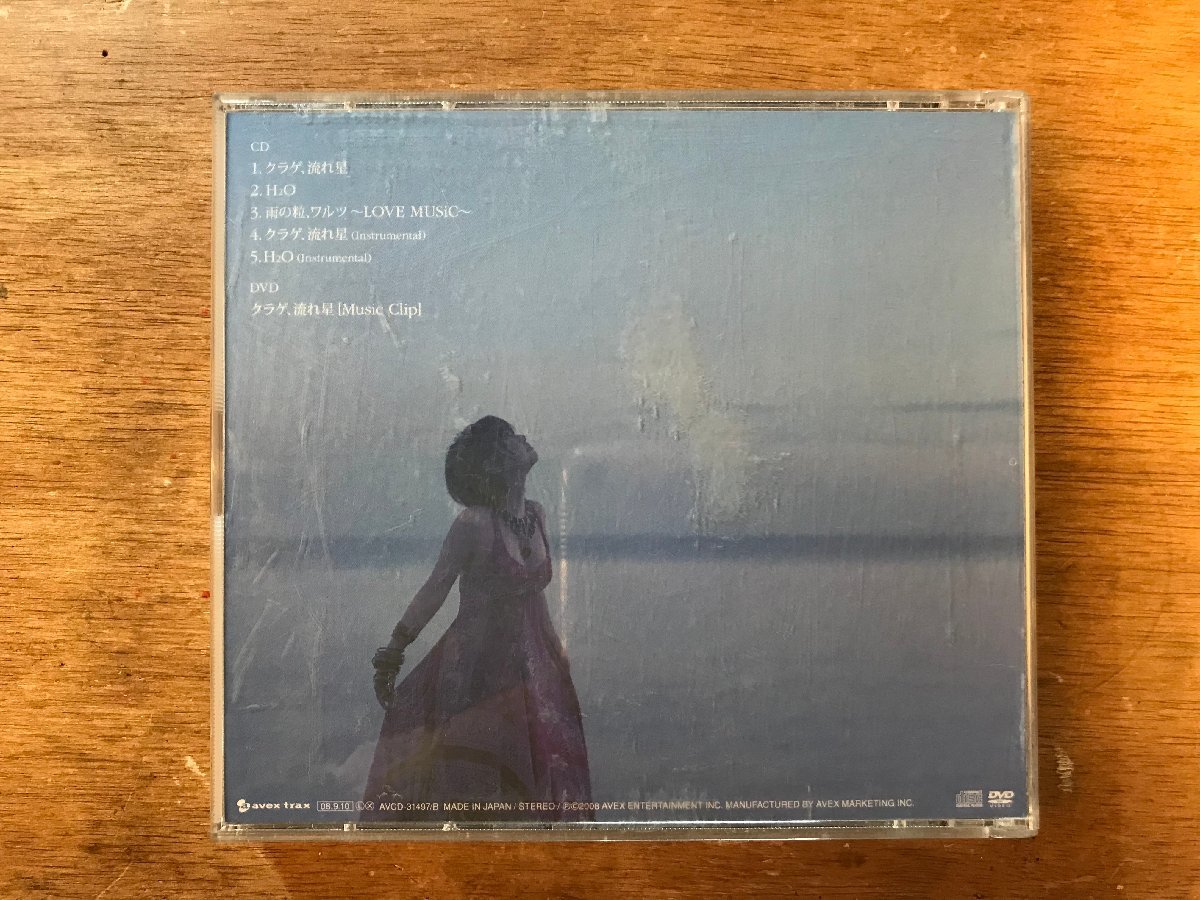 CD
1. クラゲ、流れ星
2. H2O
3. 雨の粒、ワルツ 〜LOVE MUSiC〜
4. クラゲ、流れ星 (Instrumental)
5. H2O (Instrumental)
DVD
クラゲ、流れ星 [Music Clip]
avex trax 08.9.10 Ⓛ Ⓧ AVCD-31497/B MADE IN JAPAN / STEREO / ℗©2008 AVEX ENTERTAINMENT INC. MANUFACTURED BY AVEX MARKETING INC.
DVD
VIDEO